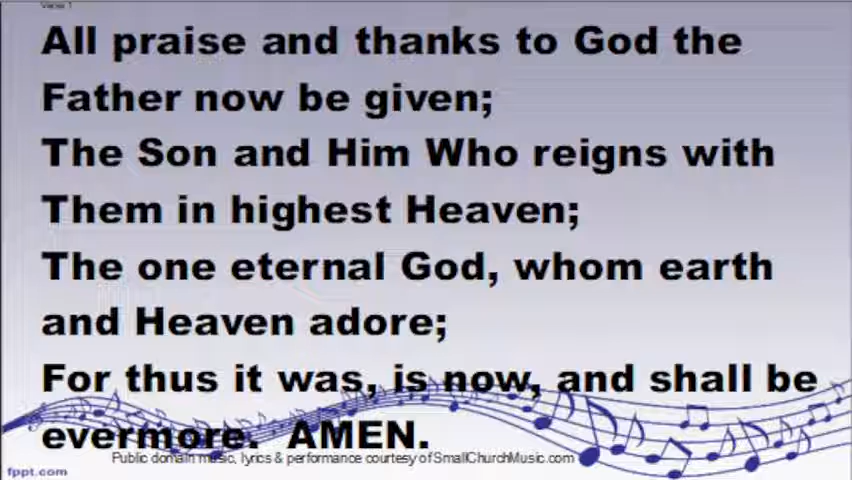 Verse 1
All praise and thanks to God the
Father now be given;
The Son and Him Who reigns with
Them in highest Heaven;
The one eternal God, whom earth
and Heaven adore;
For thus it was, is now, and shall be
evermore.  AMEN.
Public domain music, lyrics & performance courtesy of SmallChurchMusic.com
fppt.com